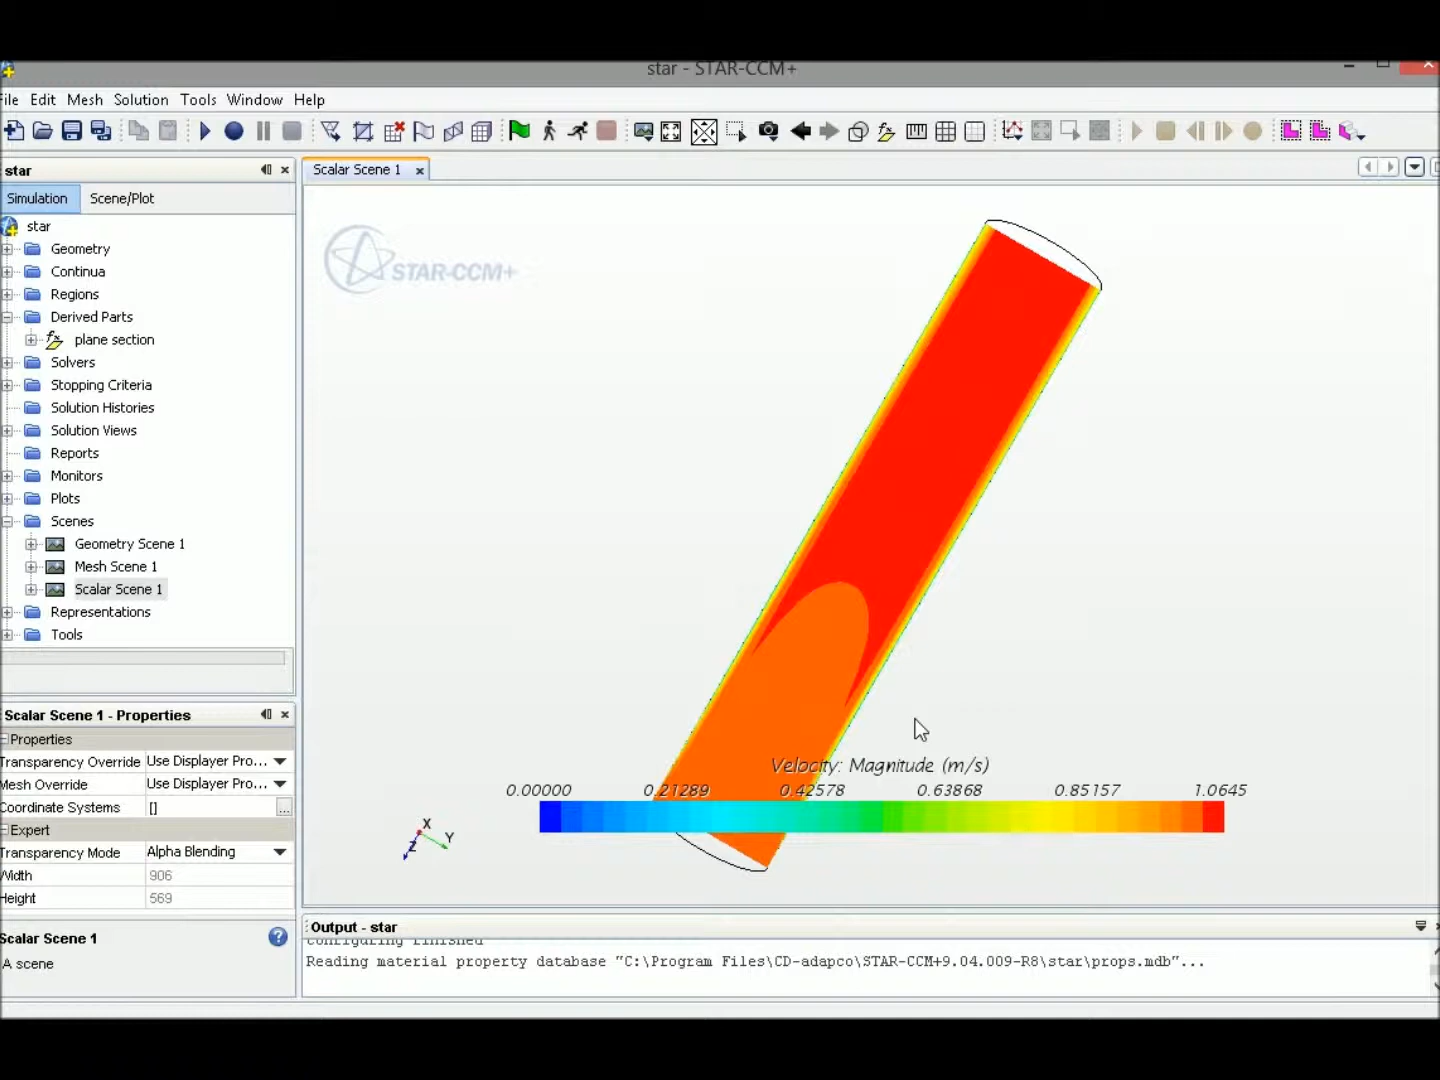 star - STAR-CCM+
File Edit Mesh Solution Tools Window Help
star
Scalar Scene 1
Simulation Scene/Plot
star
Geometry
Continua
Regions
Derived Parts
plane section
Solvers
Stopping Criteria
Solution Histories
Solution Views
Reports
Monitors
Plots
Scenes
Geometry Scene 1
Mesh Scene 1
Scalar Scene 1
Representations
Tools
STAR-CCM+
Velocity: Magnitude (m/s)
0.00000 0.21289 0.42578 0.63868 0.85157 1.0645
X
Y
Z
Scalar Scene 1 - Properties
Properties
Transparency Override Use Displayer Pro...
Mesh Override Use Displayer Pro...
Coordinate Systems [] ...
Expert
Transparency Mode Alpha Blending
Width 906
Height 569
Scalar Scene 1
A scene
Output - star
Configuring finished
Reading material property database "C:\Program Files\CD-adapco\STAR-CCM+9.04.009-R8\star\props.mdb"...